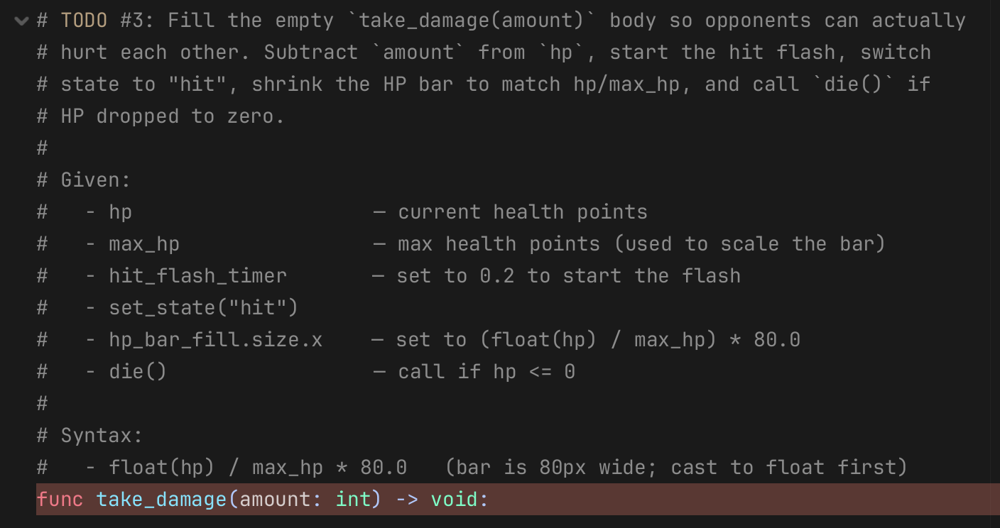 # TODO #3: Fill the empty `take_damage(amount)` body so opponents can actually
# hurt each other. Subtract `amount` from `hp`, start the hit flash, switch
# state to "hit", shrink the HP bar to match hp/max_hp, and call `die()` if
# HP dropped to zero.
#
# Given:
#   - hp                    — current health points
#   - max_hp                — max health points (used to scale the bar)
#   - hit_flash_timer       — set to 0.2 to start the flash
#   - set_state("hit")
#   - hp_bar_fill.size.x    — set to (float(hp) / max_hp) * 80.0
#   - die()                 — call if hp <= 0
#
# Syntax:
#   - float(hp) / max_hp * 80.0   (bar is 80px wide; cast to float first)
func take_damage(amount: int) -> void: